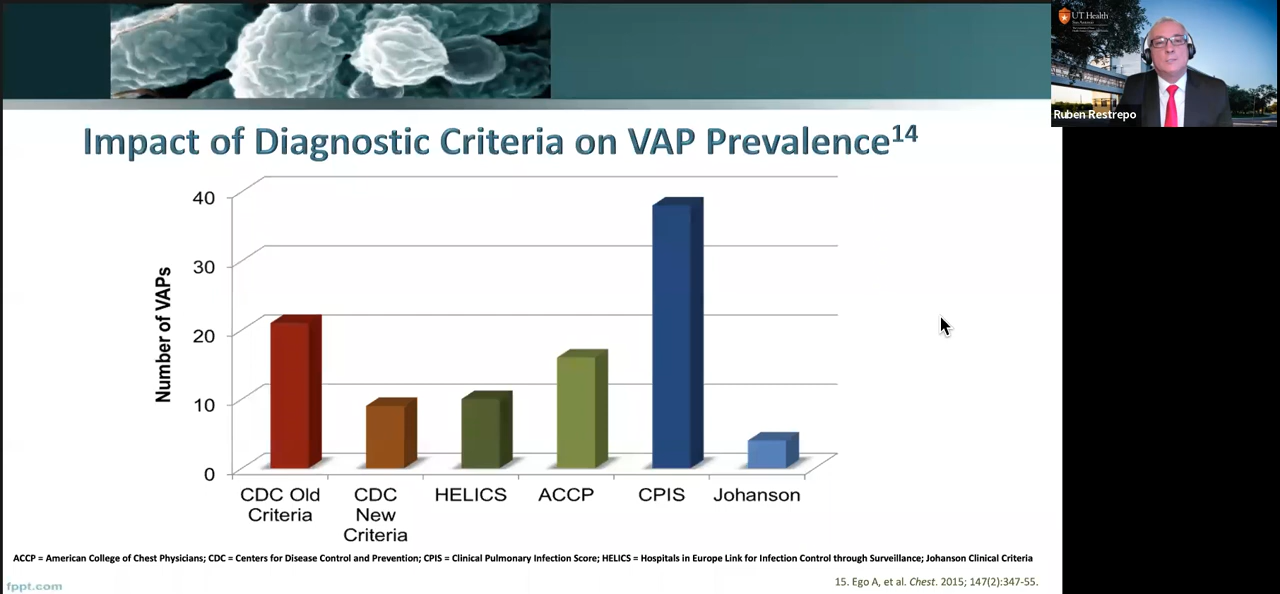 UT Health
San Antonio
Ruben Restrepo
Impact of Diagnostic Criteria on VAP Prevalence14
Number of VAPs
40
30
20
10
0
CDC Old
Criteria
CDC
New
Criteria
HELICS
ACCP
CPIS
Johanson
ACCP = American College of Chest Physicians; CDC = Centers for Disease Control and Prevention; CPIS = Clinical Pulmonary Infection Score; HELICS = Hospitals in Europe Link for Infection Control through Surveillance; Johanson Clinical Criteria
fppt.com
15. Ego A, et al. Chest. 2015; 147(2):347-55.